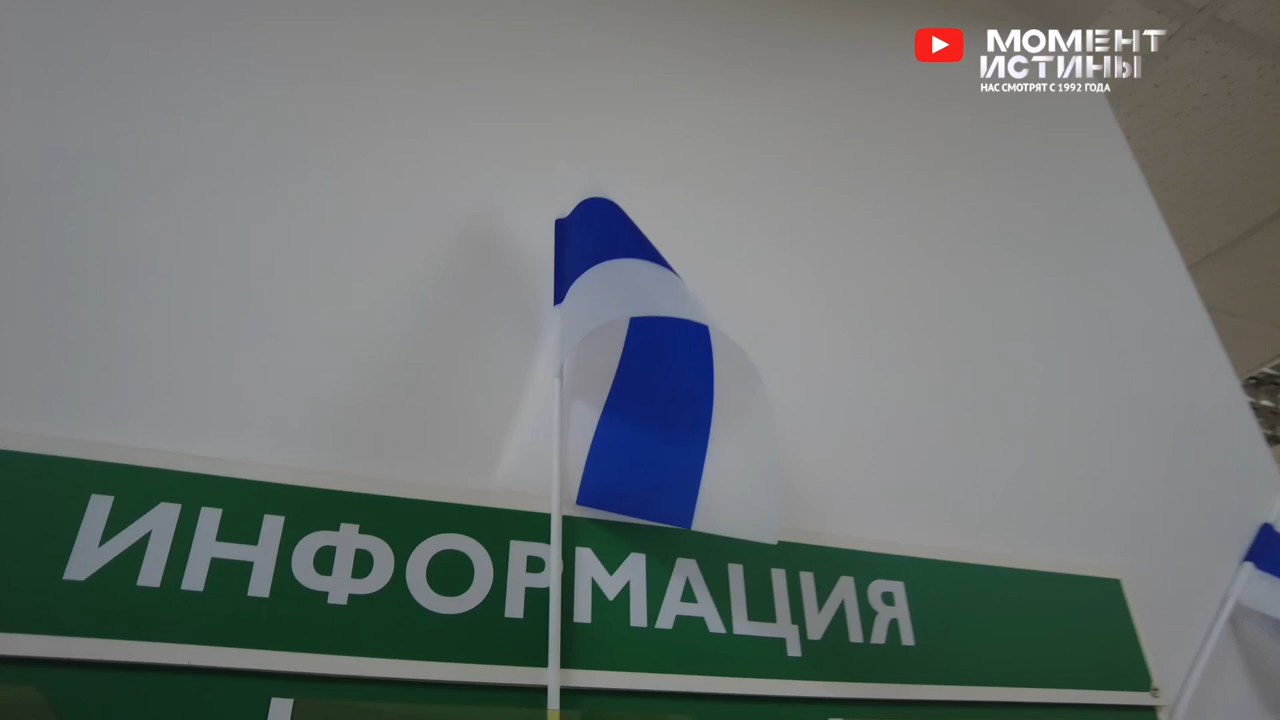 МОМЕНТ
ИСТИНЫ
НАС СМОТРЯТ С 1992 ГОДА
ИНФОРМАЦИЯ